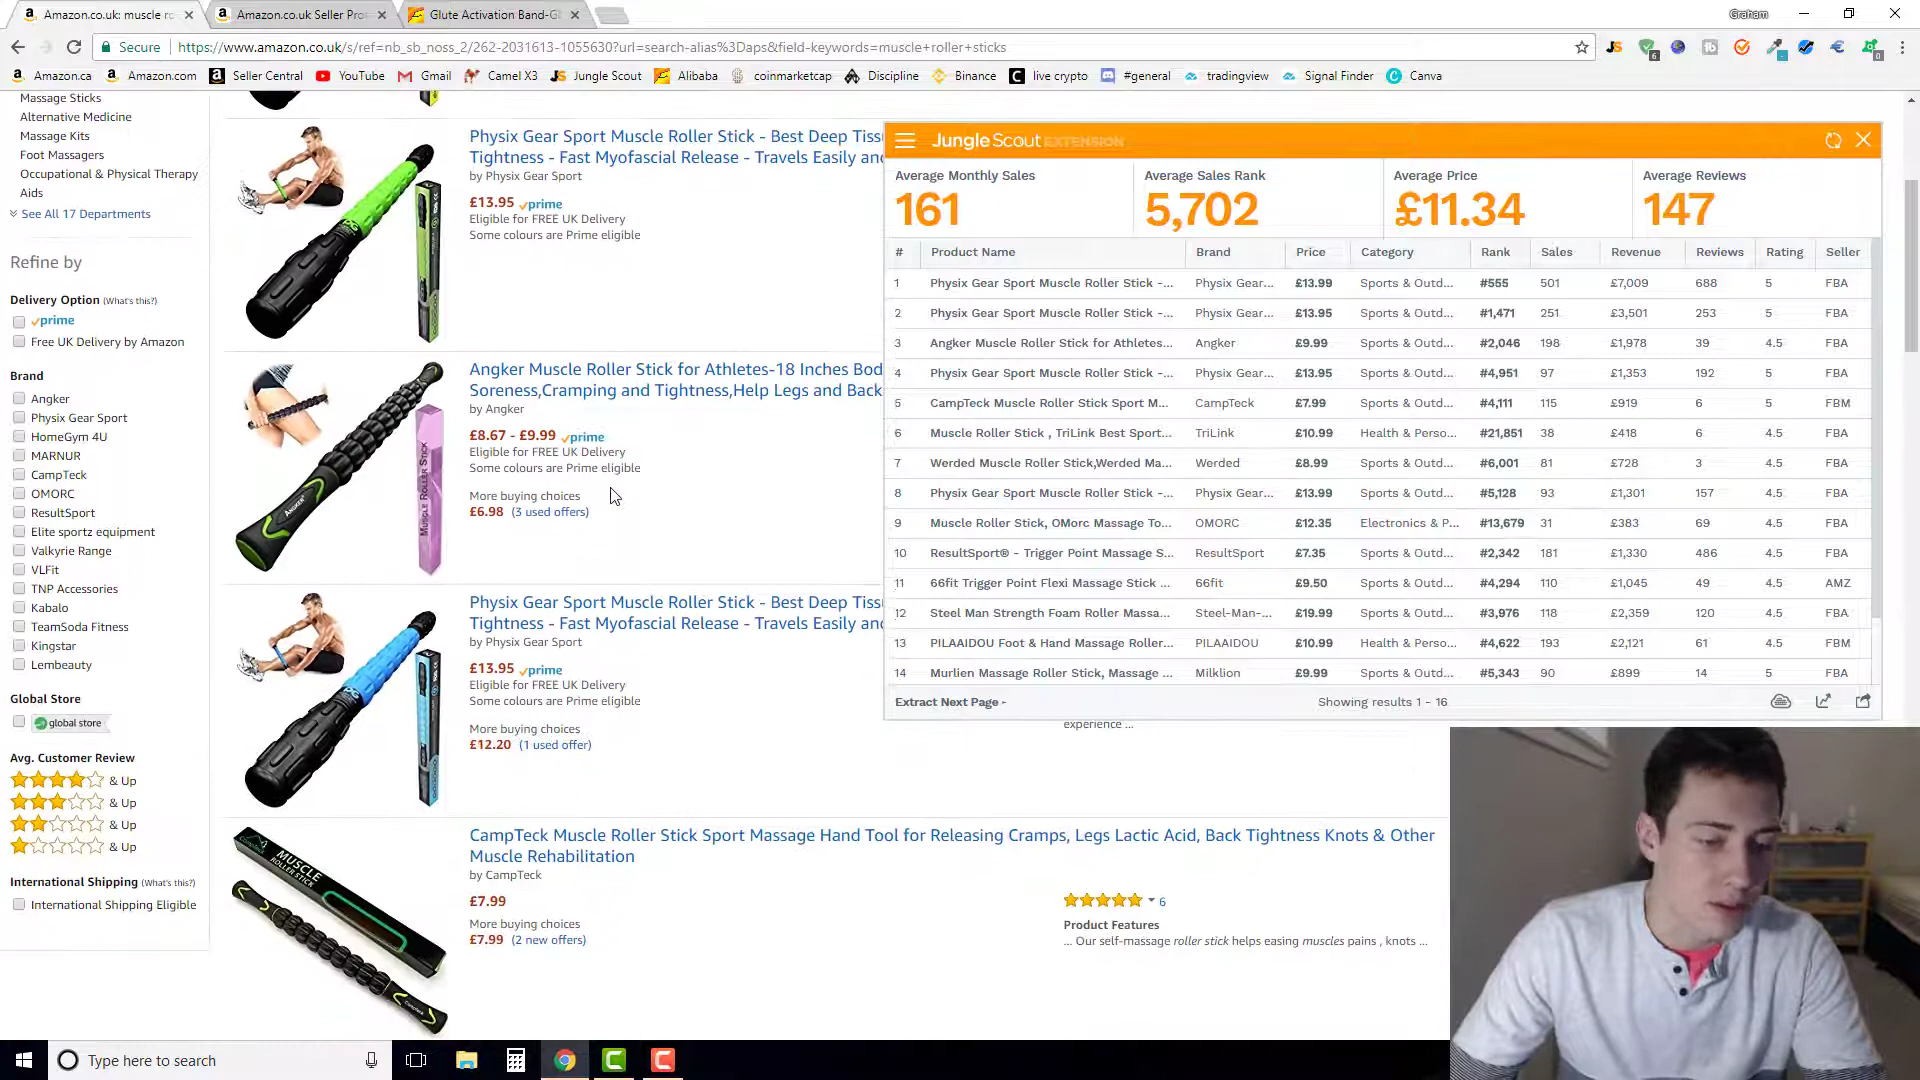 Amazon.co.uk: muscle ro
Amazon.co.uk Seller Pro
Glute Activation Band-Gl
Graham
Secure
https://www.amazon.co.uk/s/ref=nb_sb_noss_2/262-2031613-1055630?url=search-alias%3Daps&field-keywords=muscle+roller+sticks
Amazon.ca
Amazon.com
Seller Central
YouTube
Gmail
Camel X3
Jungle Scout
Alibaba
coinmarketcap
Discipline
Binance
live crypto
#general
tradingview
Signal Finder
Canva
Massage Sticks
Alternative Medicine
Massage Kits
Foot Massagers
Occupational & Physical Therapy
Aids
See All 17 Departments
Refine by
Delivery Option (What's this?)
prime
Free UK Delivery by Amazon
Brand
Angker
Physix Gear Sport
HomeGym 4U
MARNUR
CampTeck
OMORC
ResultSport
Elite sportz equipment
Valkyrie Range
VLFit
TNP Accessories
Kabalo
TeamSoda Fitness
Kingstar
Lembeauty
Global Store
global store
Avg. Customer Review
& Up
& Up
& Up
& Up
International Shipping (What's this?)
International Shipping Eligible
Physix Gear Sport Muscle Roller Stick - Best Deep Tiss
Tightness - Fast Myofascial Release - Travels Easily and
by Physix Gear Sport
£13.95 prime
Eligible for FREE UK Delivery
Some colours are Prime eligible
Angker Muscle Roller Stick for Athletes-18 Inches Bod
Soreness,Cramping and Tightness,Help Legs and Back
by Angker
£8.67 - £9.99 prime
Eligible for FREE UK Delivery
Some colours are Prime eligible
More buying choices
£6.98 (3 used offers)
ANGKER
MUSCLE ROLLER STICK
Physix Gear Sport Muscle Roller Stick - Best Deep Tiss
Tightness - Fast Myofascial Release - Travels Easily and
by Physix Gear Sport
£13.95 prime
Eligible for FREE UK Delivery
Some colours are Prime eligible
More buying choices
£12.20 (1 used offer)
experience ...
CampTeck Muscle Roller Stick Sport Massage Hand Tool for Releasing Cramps, Legs Lactic Acid, Back Tightness Knots & Other
Muscle Rehabilitation
by CampTeck
£7.99
More buying choices
£7.99 (2 new offers)
6
Product Features
... Our self-massage roller stick helps easing muscles pains , knots ...
MUSCLE
ROLLER STICK
Jungle Scout EXTENSION
Average Monthly Sales
161
Average Sales Rank
5,702
Average Price
£11.34
Average Reviews
147
# Product Name Brand Price Category Rank Sales Revenue Reviews Rating Seller
1 Physix Gear Sport Muscle Roller Stick -... Physix Gear... £13.99 Sports & Outd... #555 501 £7,009 688 5 FBA
2 Physix Gear Sport Muscle Roller Stick -... Physix Gear... £13.95 Sports & Outd... #1,471 251 £3,501 253 5 FBA
3 Angker Muscle Roller Stick for Athletes... Angker £9.99 Sports & Outd... #2,046 198 £1,978 39 4.5 FBA
4 Physix Gear Sport Muscle Roller Stick -... Physix Gear... £13.95 Sports & Outd... #4,951 97 £1,353 192 5 FBA
5 CampTeck Muscle Roller Stick Sport M... CampTeck £7.99 Sports & Outd... #4,111 115 £919 6 5 FBM
6 Muscle Roller Stick , TriLink Best Sport... TriLink £10.99 Health & Perso... #21,851 38 £418 6 4.5 FBA
7 Werded Muscle Roller Stick,Werded Ma... Werded £8.99 Sports & Outd... #6,001 81 £728 3 4.5 FBA
8 Physix Gear Sport Muscle Roller Stick -... Physix Gear... £13.99 Sports & Outd... #5,128 93 £1,301 157 4.5 FBA
9 Muscle Roller Stick, OMorc Massage To... OMORC £12.35 Electronics & P... #13,679 31 £383 69 4.5 FBA
10 ResultSport® - Trigger Point Massage S... ResultSport £7.35 Sports & Outd... #2,342 181 £1,330 486 4.5 FBA
11 66fit Trigger Point Flexi Massage Stick ... 66fit £9.50 Sports & Outd... #4,294 110 £1,045 49 4.5 AMZ
12 Steel Man Strength Foam Roller Massa... Steel-Man-... £19.99 Sports & Outd... #3,976 118 £2,359 120 4.5 FBA
13 PILAAIDOU Foot & Hand Massage Roller... PILAAIDOU £10.99 Health & Perso... #4,622 193 £2,121 61 4.5 FBM
14 Murlien Massage Roller Stick, Massage ... Milklion £9.99 Sports & Outd... #5,343 90 £899 14 5 FBA
Extract Next Page
Showing results 1 - 16
Type here to search